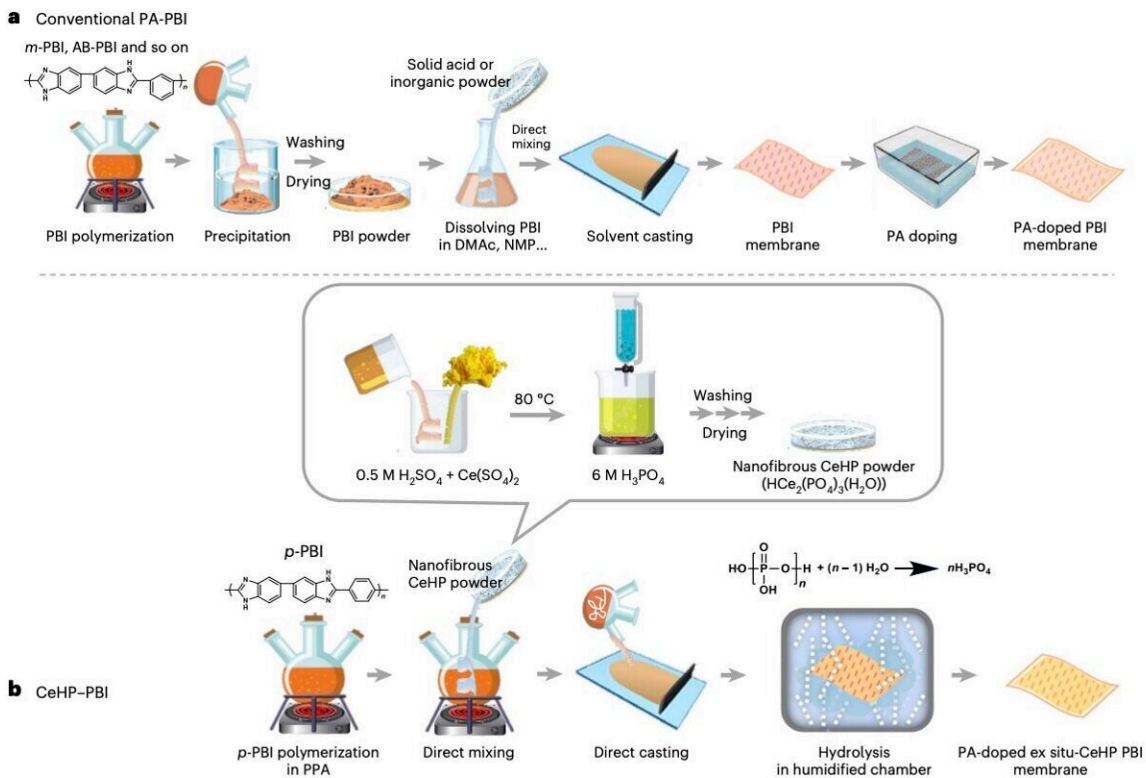 a Conventional PA-PBI
m-PBI, AB-PBI and so on
N
N
H
H
N
N
n
Solid acid or
inorganic powder
Washing
Drying
Direct
mixing
PBI polymerization
Precipitation
PBI powder
Dissolving PBI
in DMAc, NMP...
Solvent casting
PBI
membrane
PA doping
PA-doped PBI
membrane
80 °C
Washing
Drying
0.5 M H₂SO₄ + Ce(SO₄)₂
6 M H₃PO₄
Nanofibrous CeHP powder
(HCe₂(PO₄)₃(H₂O))
p-PBI
N
N
H
H
N
N
n
Nanofibrous
CeHP powder
O
HO P O H + (n – 1) H₂O nH₃PO₄
OH
n
b CeHP–PBI
p-PBI polymerization
in PPA
Direct mixing
Direct casting
Hydrolysis
in humidified chamber
PA-doped ex situ-CeHP PBI
membrane